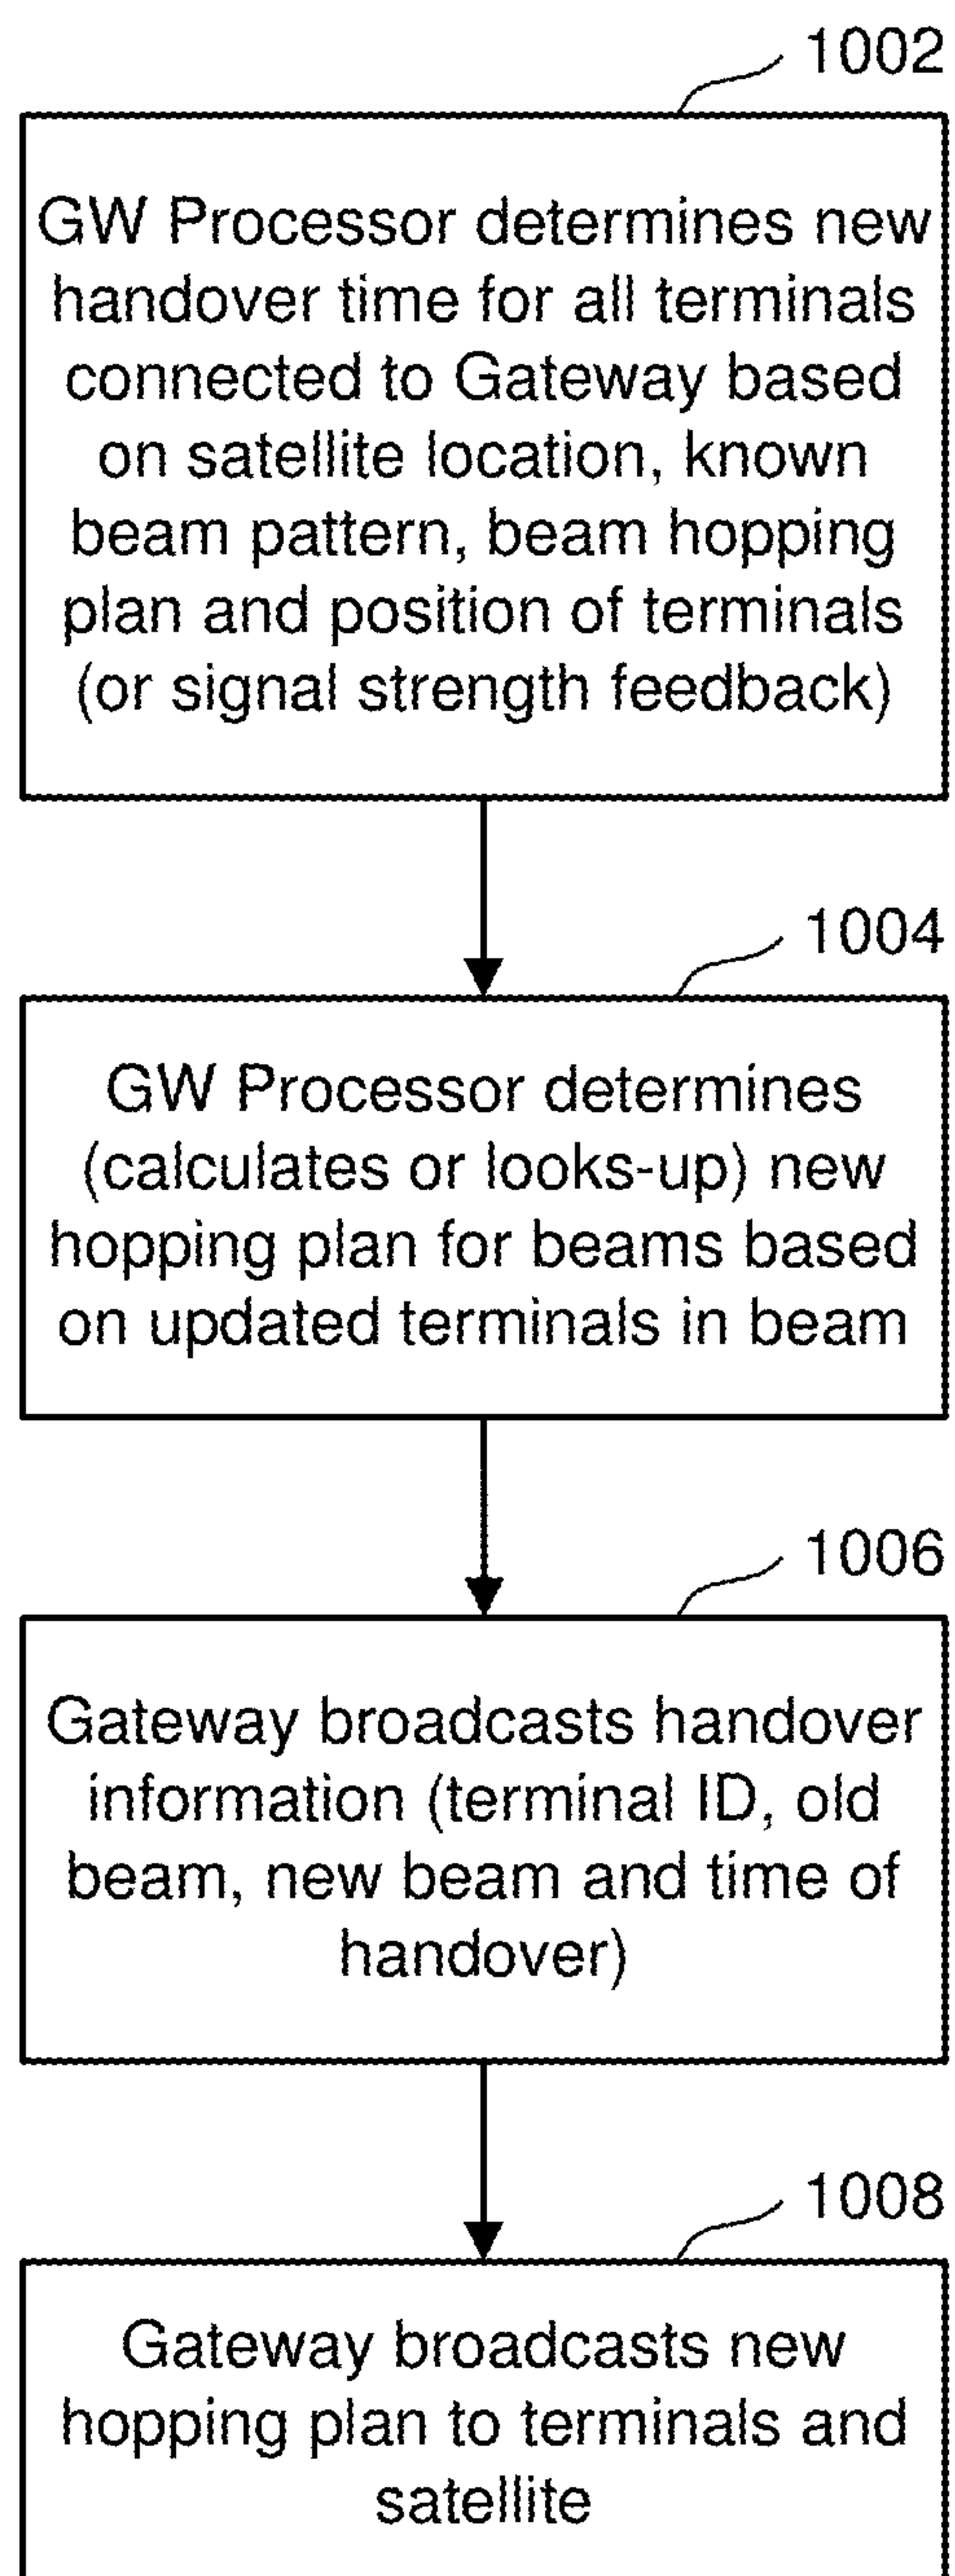 1002
GW Processor determines new
handover time for all terminals
connected to Gateway based
on satellite location, known
beam pattern, beam hopping
plan and position of terminals
(or signal strength feedback)
1004
GW Processor determines
(calculates or looks-up) new
hopping plan for beams based
on updated terminals in beam
1006
Gateway broadcasts handover
information (terminal ID, old
beam, new beam and time of
handover)
1008
Gateway broadcasts new
hopping plan to terminals and
satellite